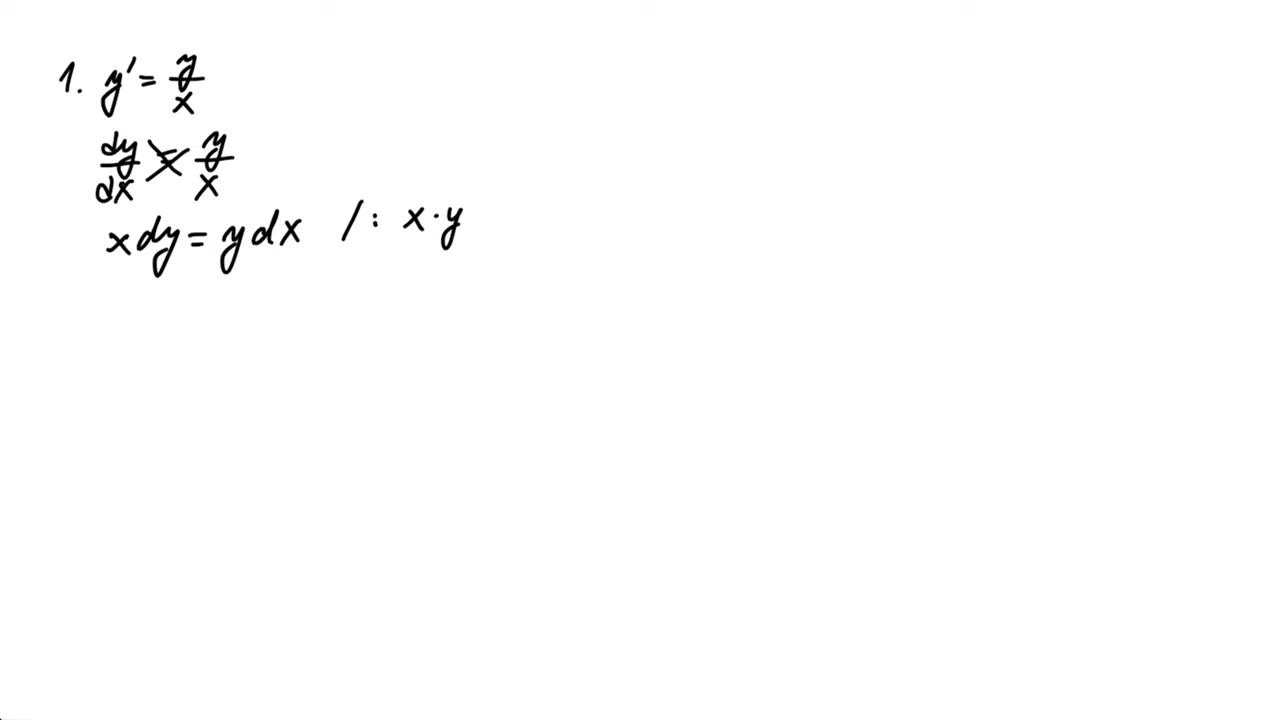 1. y' = y/x
dy/dx = y/x
x dy = y dx /: x·y